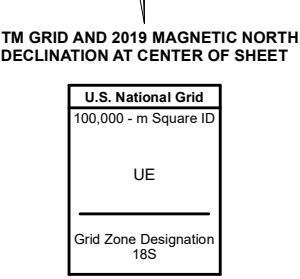 TM GRID AND 2019 MAGNETIC NORTH
DECLINATION AT CENTER OF SHEET
U.S. National Grid
100,000 - m Square ID
UE
Grid Zone Designation
18S